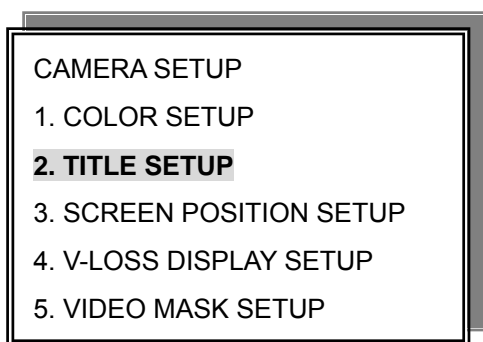 CAMERA SETUP
1. COLOR SETUP
2. TITLE SETUP
3. SCREEN POSITION SETUP
4. V-LOSS DISPLAY SETUP
5. VIDEO MASK SETUP